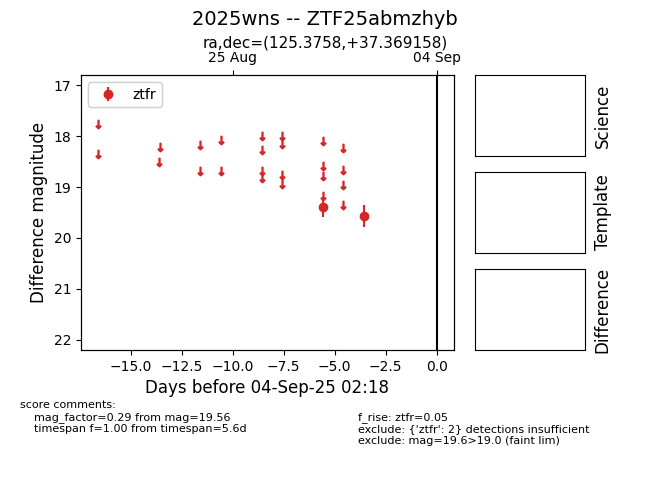 2025wns -- ZTF25abmzhyb
ra,dec=(125.3758,+37.369158)
25 Aug
04 Sep
ztfr
17
18
19
20
21
22
Difference magnitude
−15.0
−12.5
−10.0
−7.5
−5.0
−2.5
0.0
Days before 04-Sep-25 02:18
Science
Template
Difference
score comments:
mag_factor=0.29 from mag=19.56
timespan f=1.00 from timespan=5.6d
f_rise: ztfr=0.05
exclude: {'ztfr': 2} detections insufficient
exclude: mag=19.6>19.0 (faint lim)